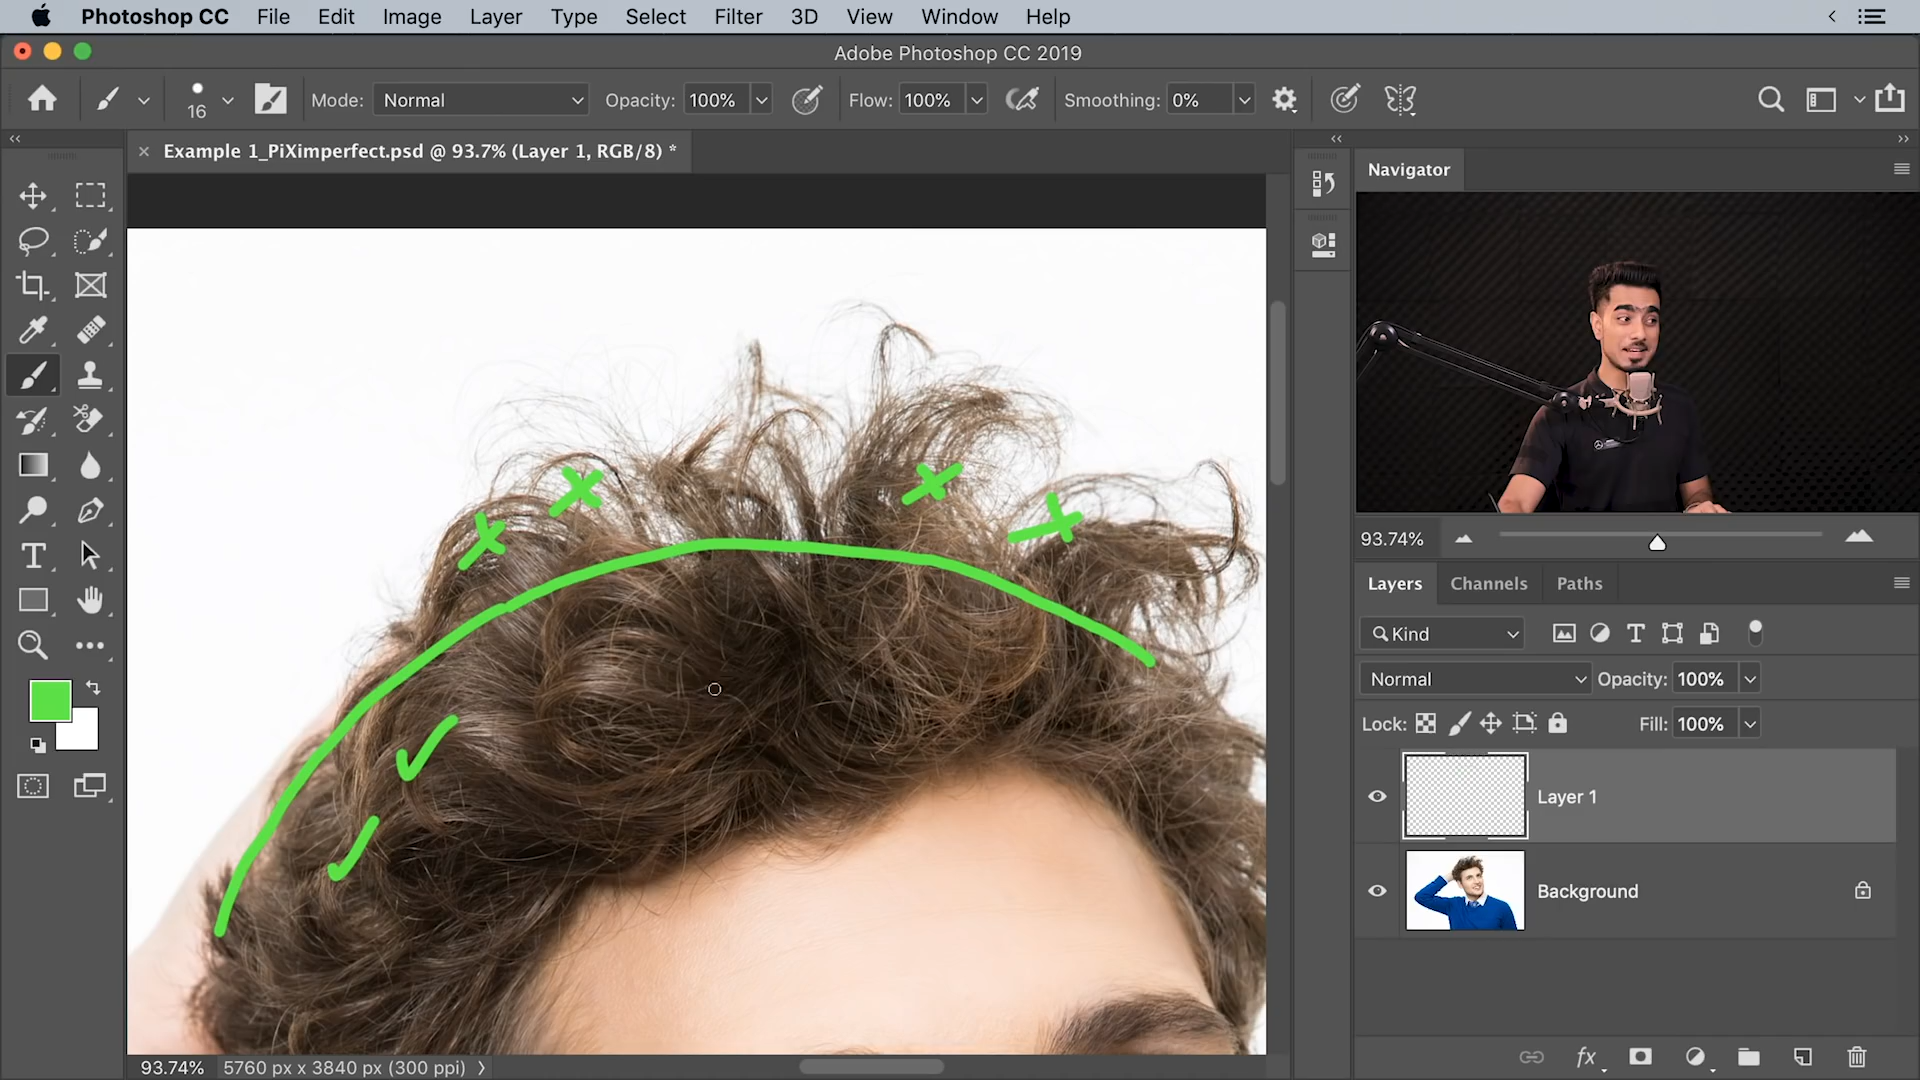 Photoshop CC File Edit Image Layer Type Select Filter 3D View Window Help
Adobe Photoshop CC 2019
16 Mode: Normal Opacity: 100% Flow: 100% Smoothing: 0%
Example 1_PiXimperfect.psd @ 93.7% (Layer 1, RGB/8) *
Navigator
93.74%
Layers Channels Paths
Kind
Normal Opacity: 100%
Lock: Fill: 100%
Layer 1
Background
93.74% 5760 px x 3840 px (300 ppi)